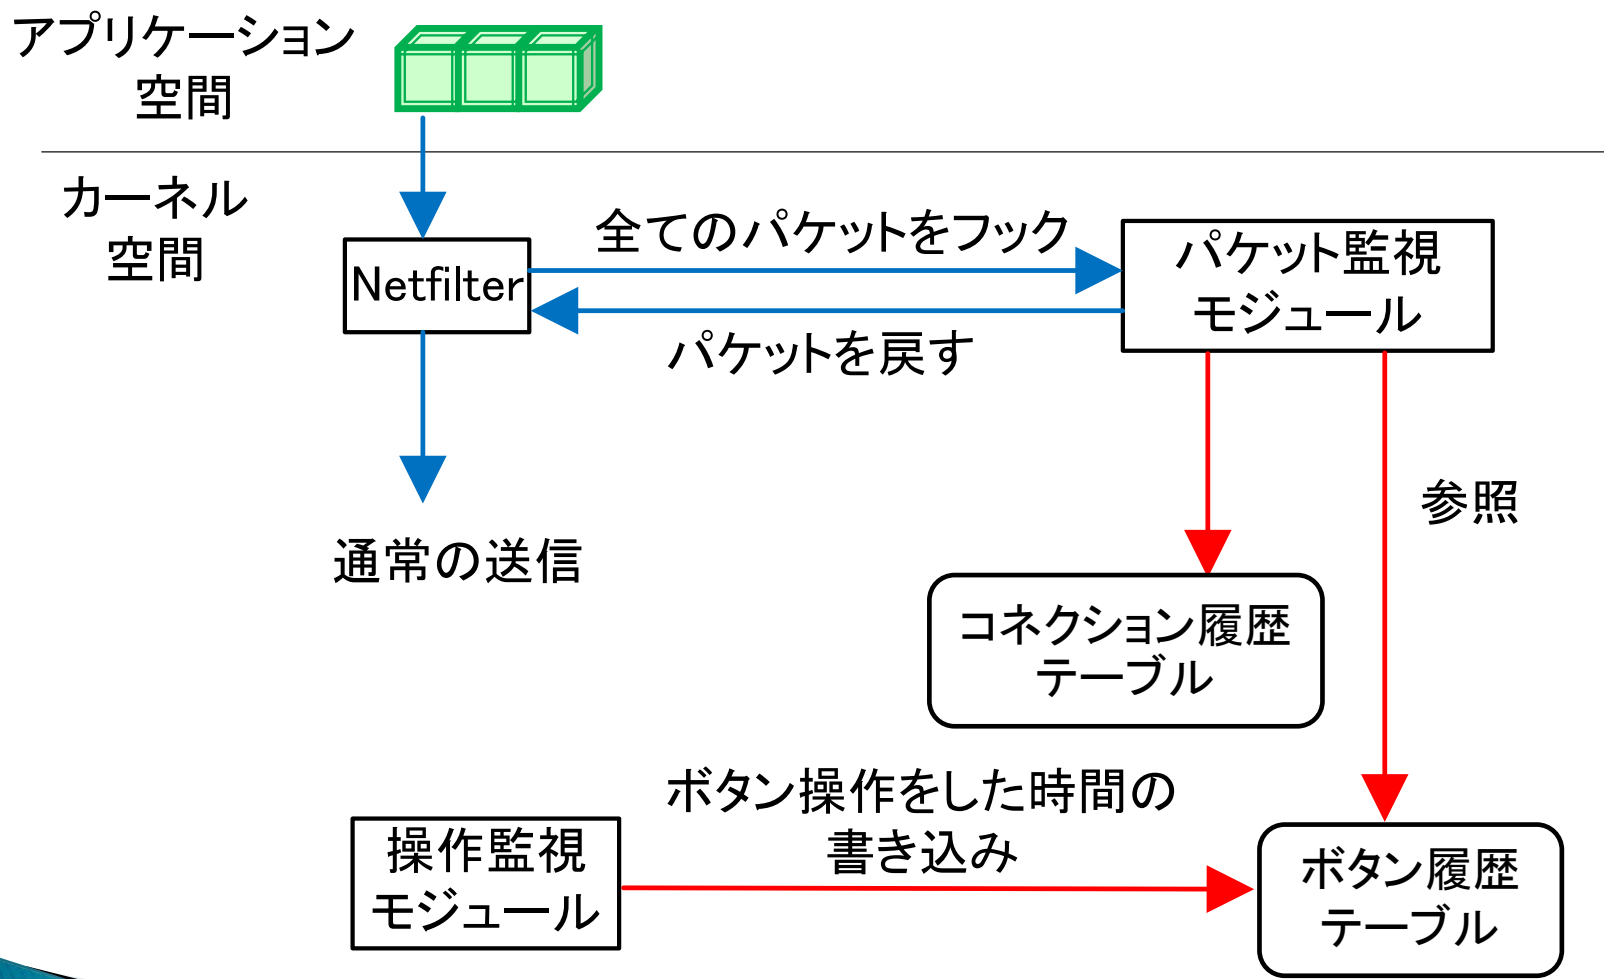 アプリケーション
空間
カーネル
空間
全てのパケットをフック
Netfilter
パケット監視
モジュール
パケットを戻す
参照
通常の送信
コネクション履歴
テーブル
ボタン操作をした時間の
書き込み
操作監視
モジュール
ボタン履歴
テーブル